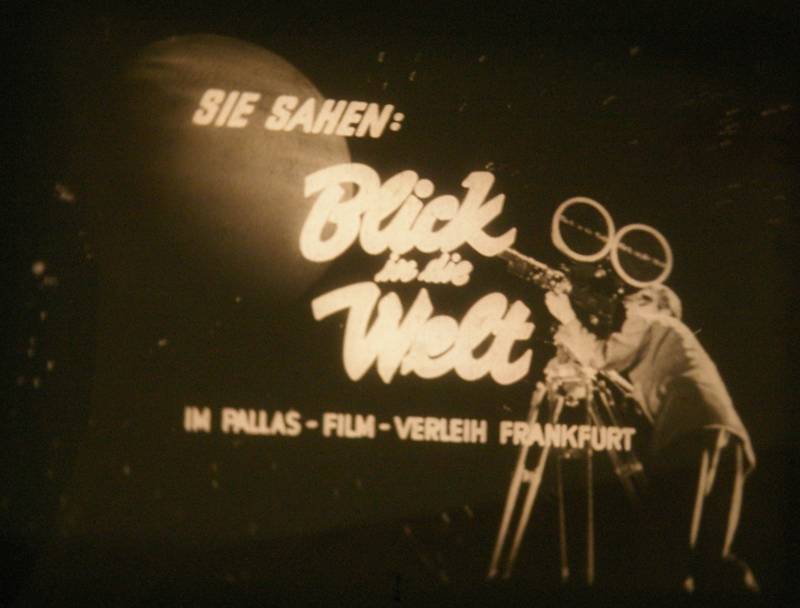 SIE SAHEN:
Blick
in die
Welt
IM PALLAS-FILM-VERLEIH FRANKFURT